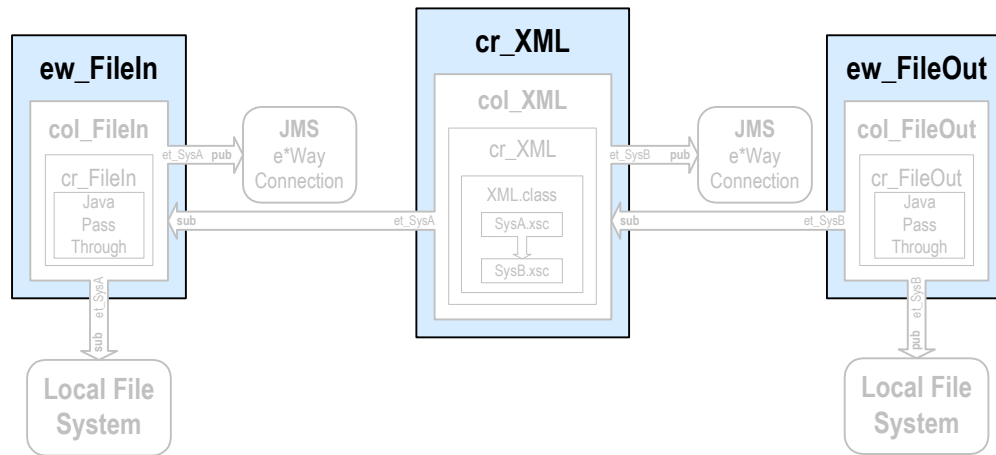 ew_FileIn
col_FileIn
cr_FileIn
Java
Pass
Through
et_SysA
pub
JMS
e*Way
Connection
sub
et_SysA
et_SysA
sub
Local File
System
cr_XML
col_XML
cr_XML
XML.class
SysA.xsc
SysB.xsc
et_SysB
pub
JMS
e*Way
Connection
sub
et_SysB
ew_FileOut
col_FileOut
cr_FileOut
Java
Pass
Through
et_SysB
pub
Local File
System